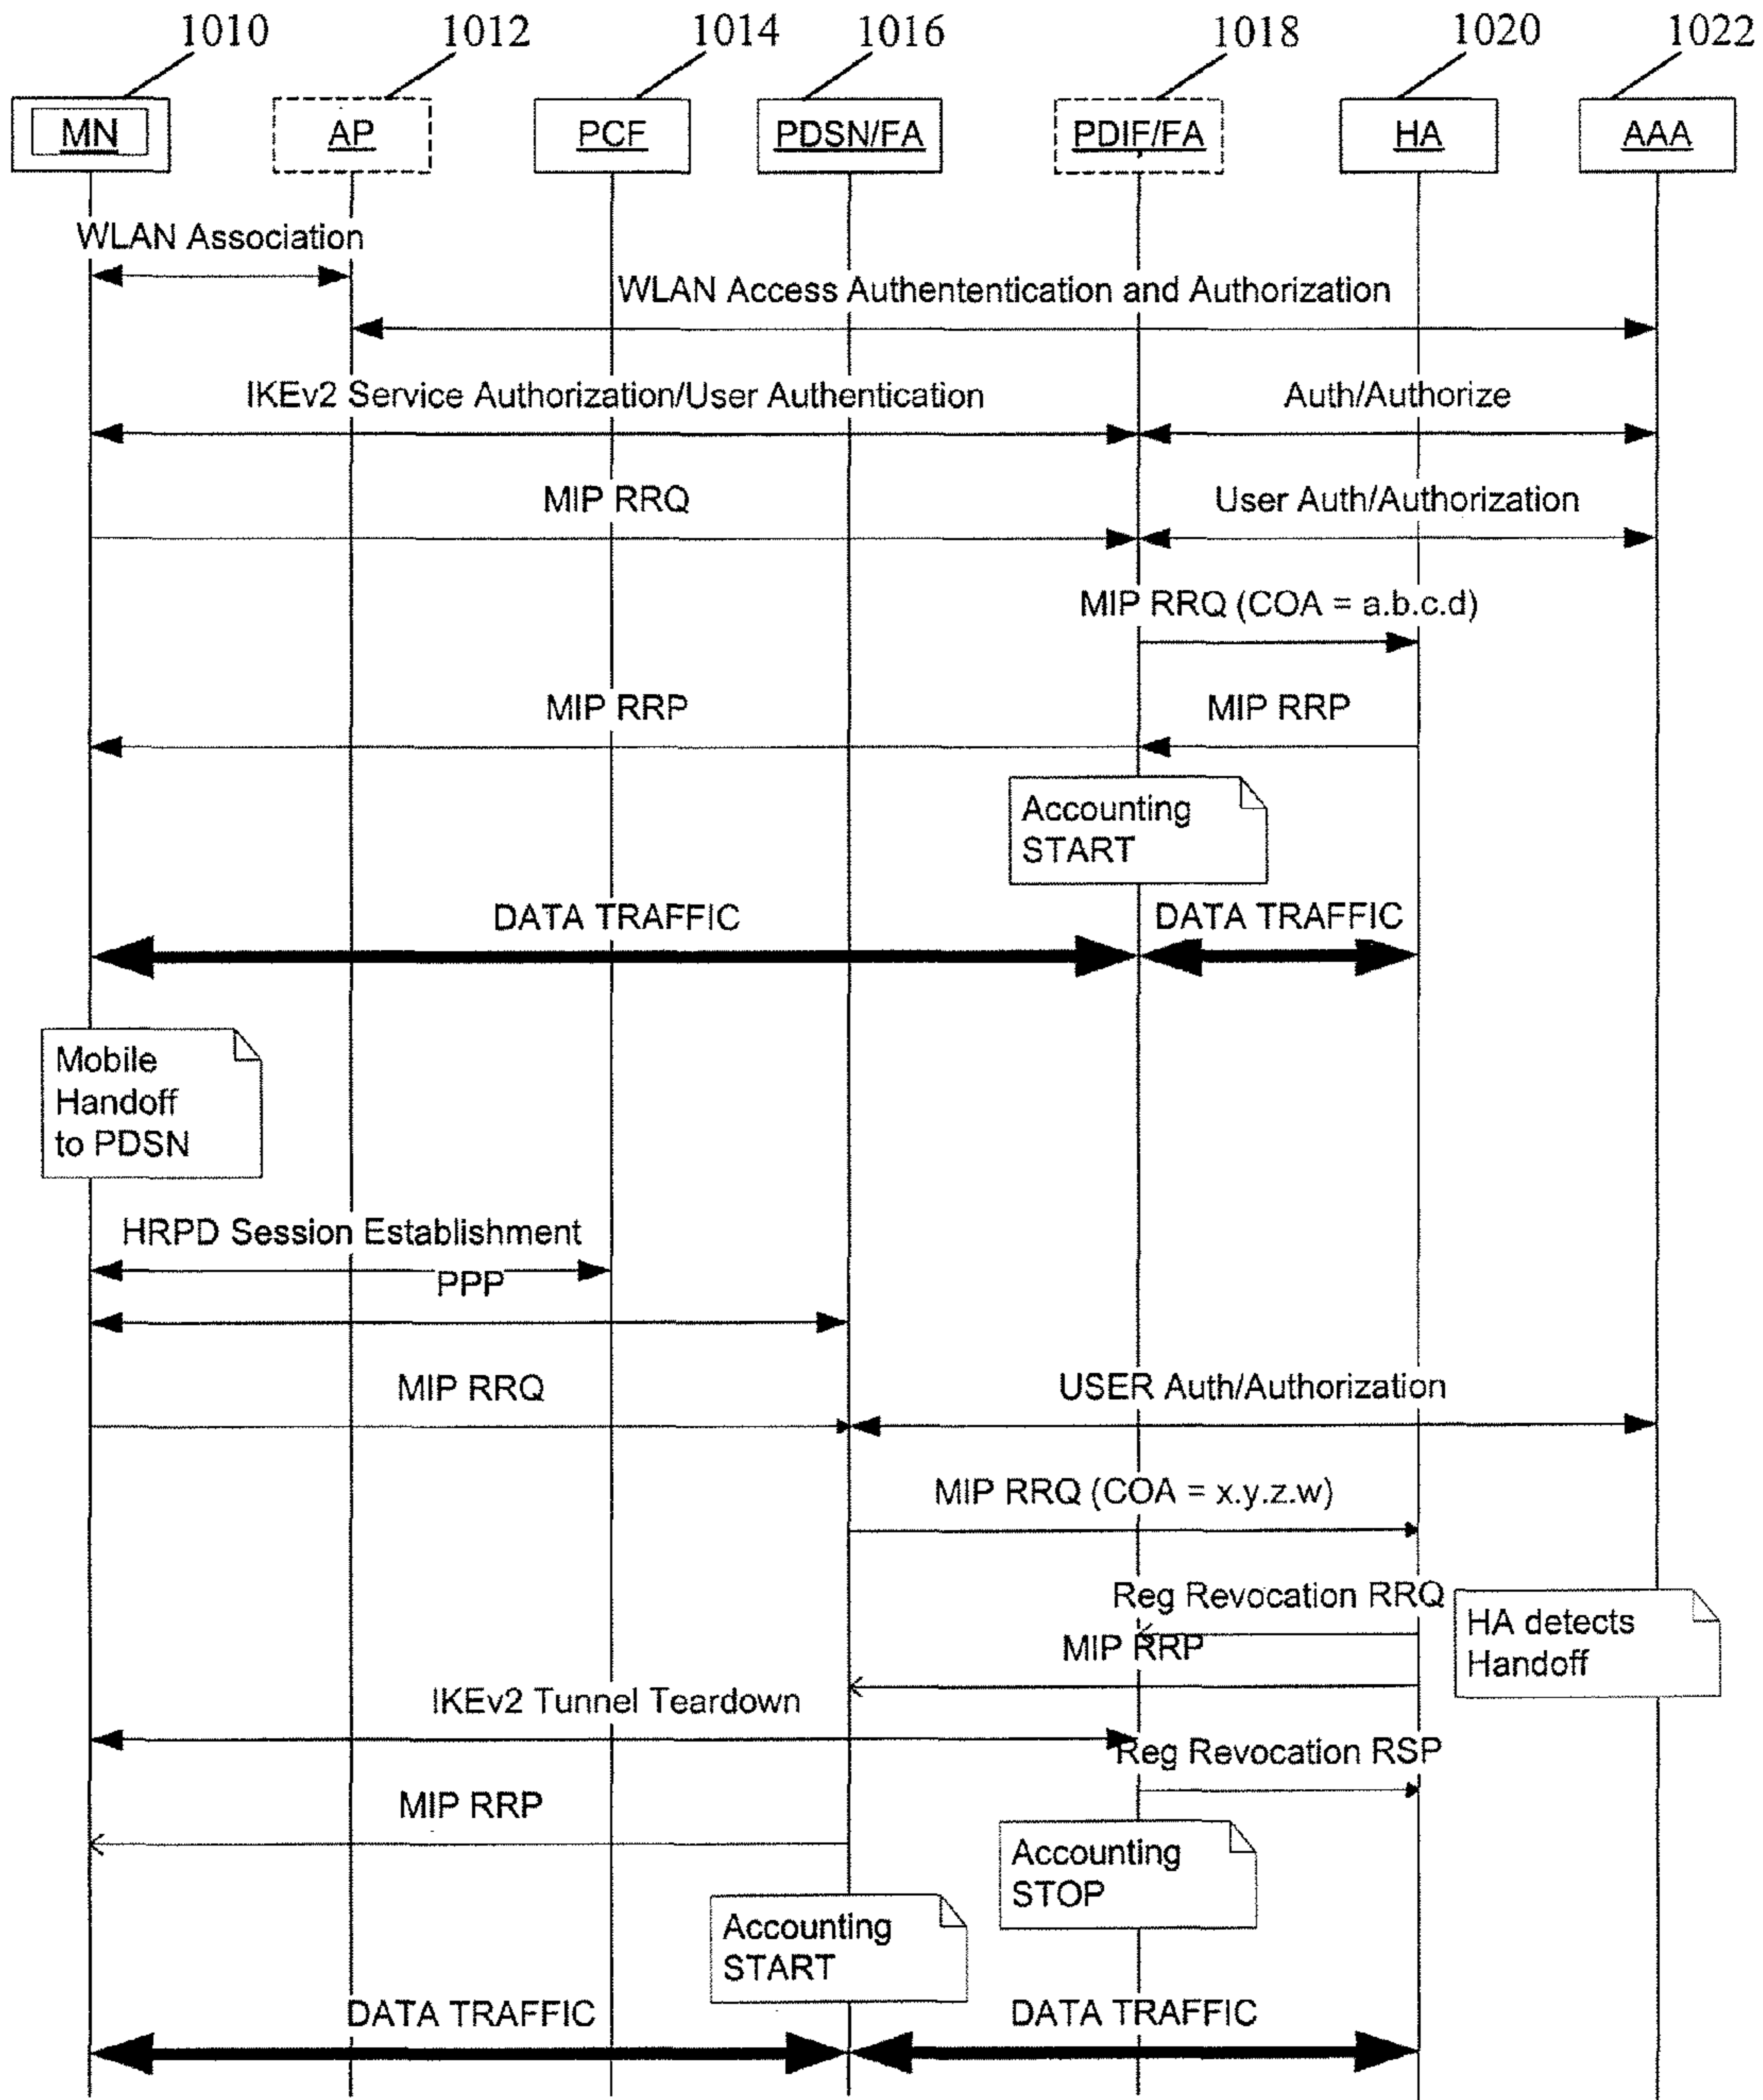 1010
1012
1014
1016
1018
1020
1022
MN
AP
PCF
PDSN/FA
PDIF/FA
HA
AAA
WLAN Association
WLAN Access Authententication and Authorization
IKEv2 Service Authorization/User Authentication
Auth/Authorize
MIP RRQ
User Auth/Authorization
MIP RRQ (COA = a.b.c.d)
MIP RRP
MIP RRP
Accounting
START
DATA TRAFFIC
DATA TRAFFIC
Mobile
Handoff
to PDSN
HRPD Session Establishment
PPP
MIP RRQ
USER Auth/Authorization
MIP RRQ (COA = x.y.z.w)
Reg Revocation RRQ
HA detects
Handoff
MIP RRP
IKEv2 Tunnel Teardown
Reg Revocation RSP
MIP RRP
Accounting
STOP
Accounting
START
DATA TRAFFIC
DATA TRAFFIC